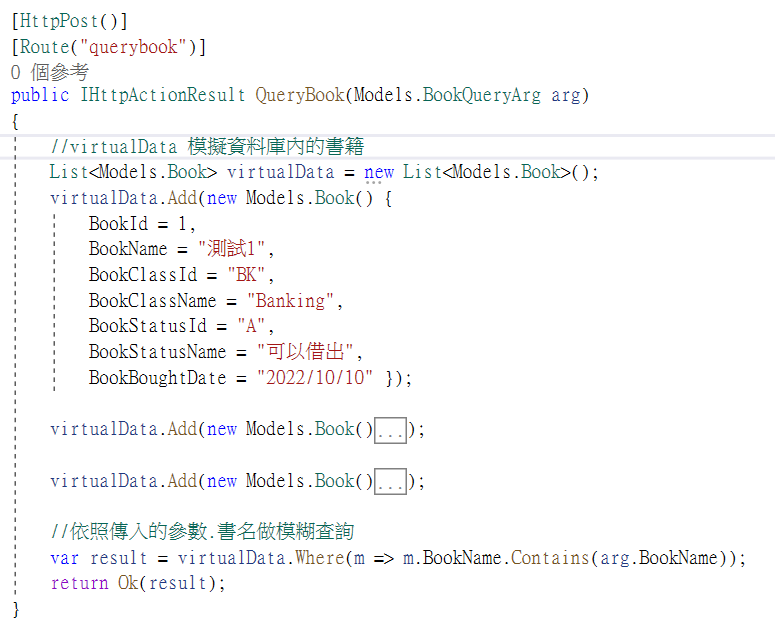 [HttpPost()]
[Route("querybook")]
0 個參考
public IHttpActionResult QueryBook(Models.BookQueryArg arg)
{
//virtualData 模擬資料庫內的書籍
List<Models.Book> virtualData = new List<Models.Book>();
virtualData.Add(new Models.Book() {
BookId = 1,
BookName = "測試1",
BookClassId = "BK",
BookClassName = "Banking",
BookStatusId = "A",
BookStatusName = "可以借出",
BookBoughtDate = "2022/10/10" });
virtualData.Add(new Models.Book()...);
virtualData.Add(new Models.Book()...);
//依照傳入的參數.書名做模糊查詢
var result = virtualData.Where(m => m.BookName.Contains(arg.BookName));
return Ok(result);
}